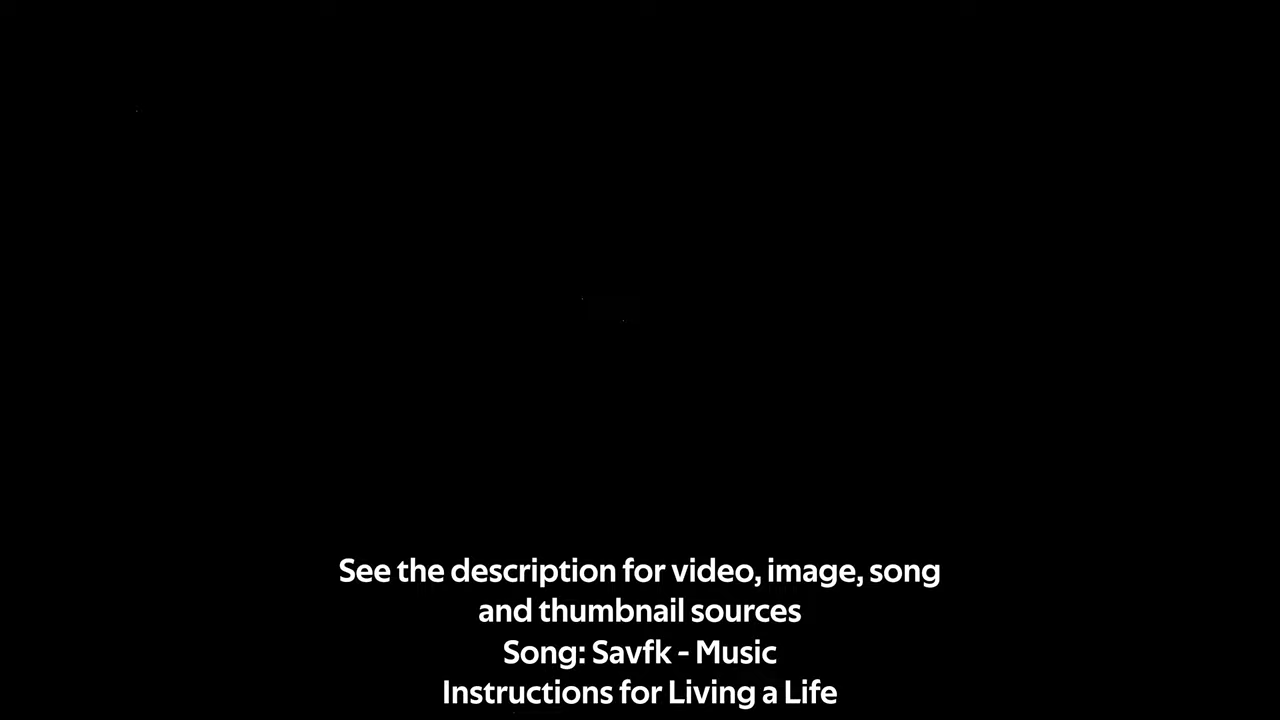 See the description for video, image, song
and thumbnail sources
Song: Savfk - Music
Instructions for Living a Life